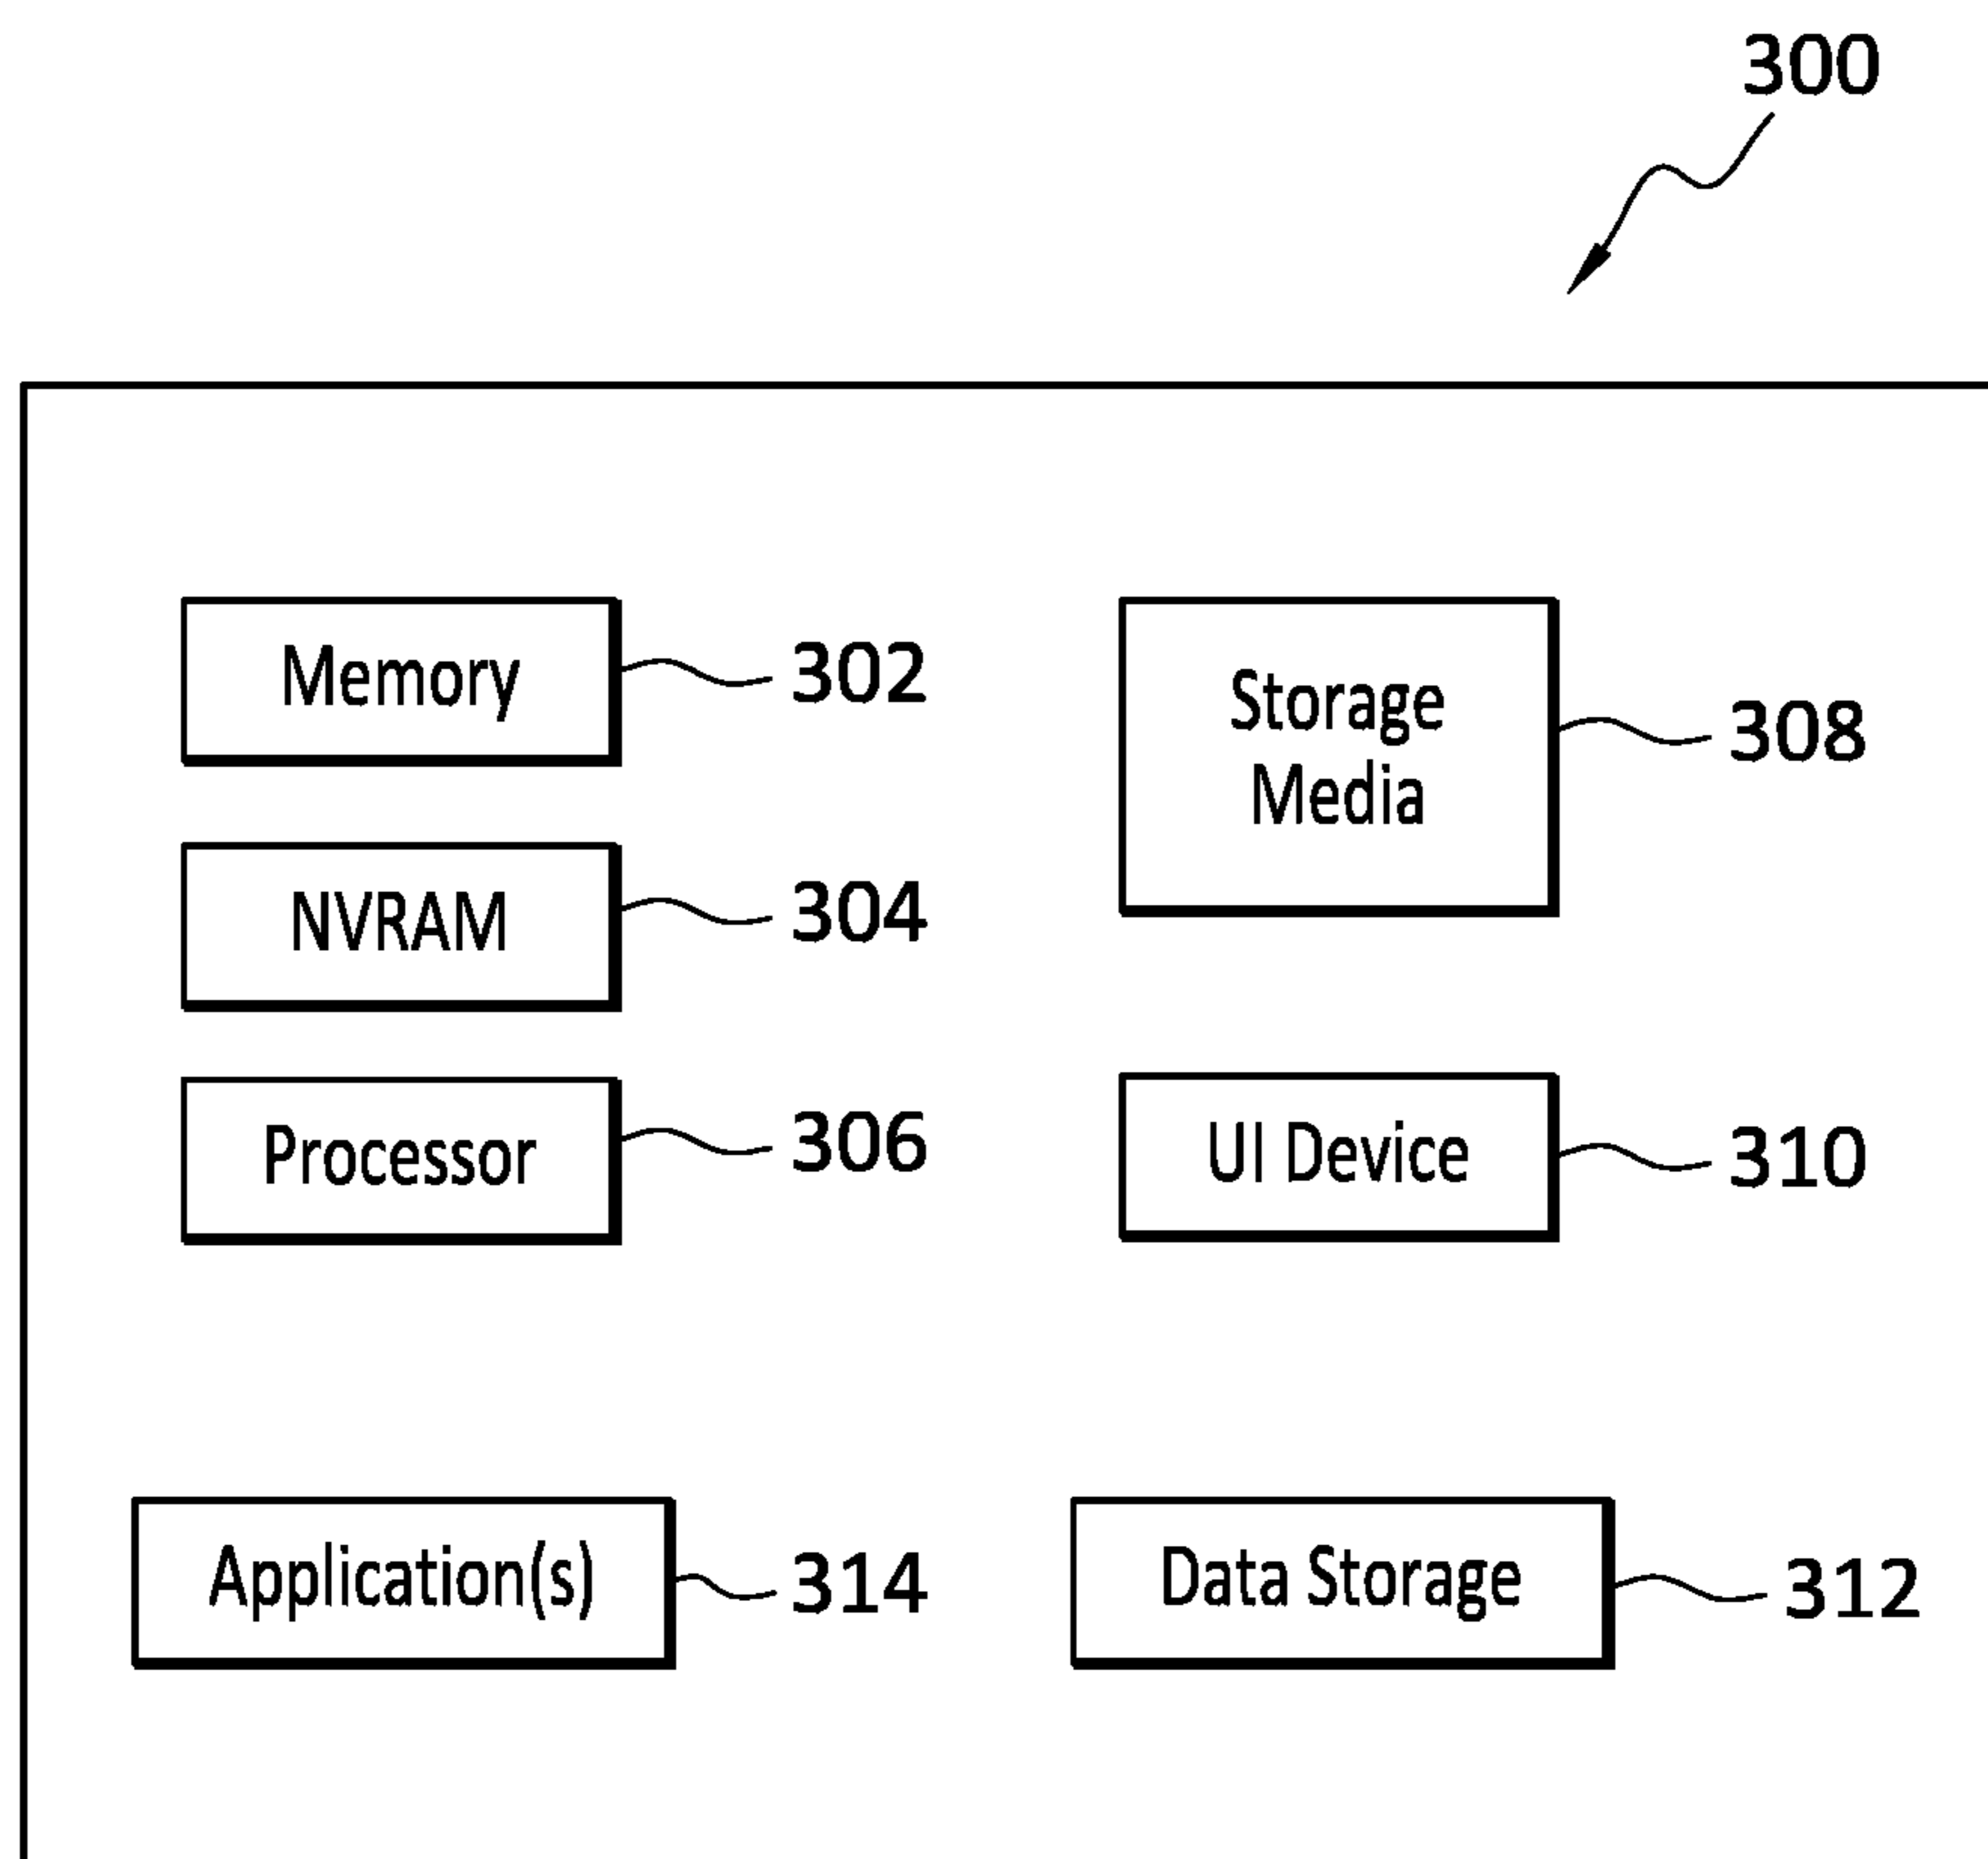 300
Memory
302
Storage
Media
308
NVRAM
304
Processor
306
UI Device
310
Application(s)
314
Data Storage
312